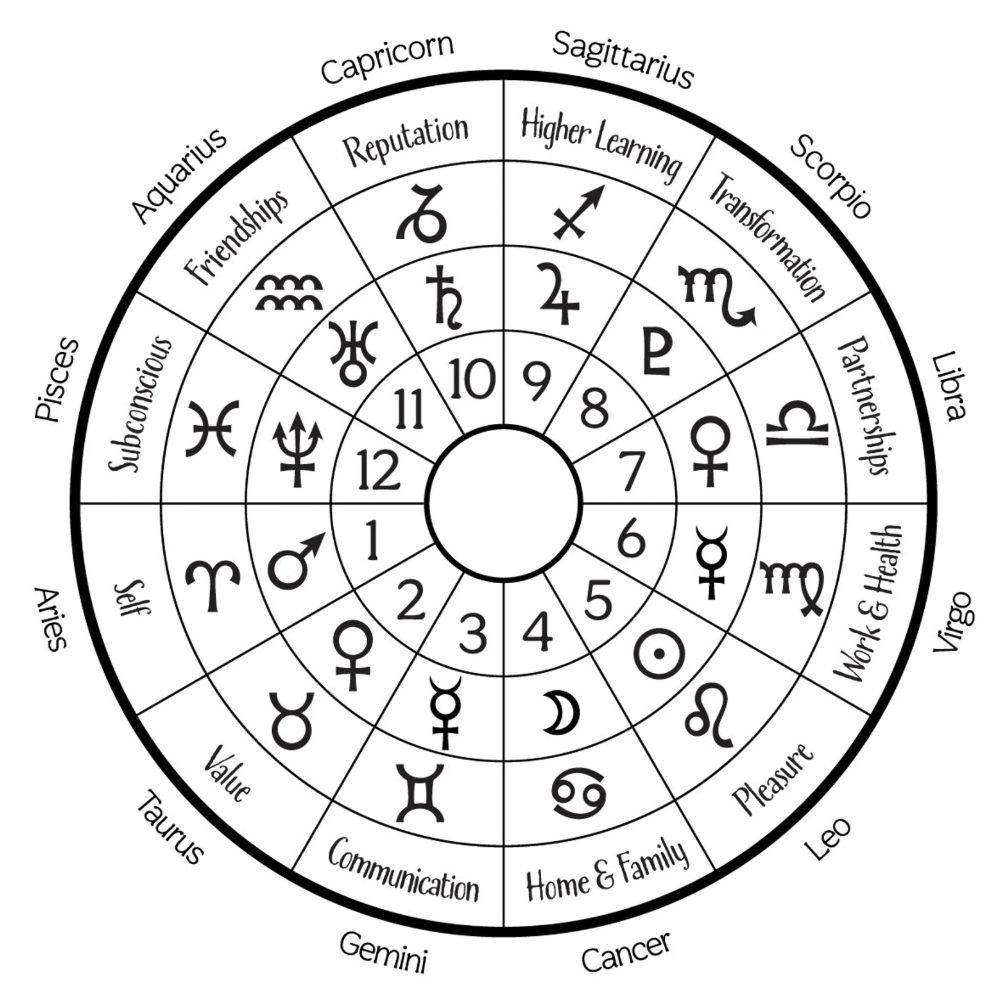 Capricorn
Sagittarius
Aquarius
Scorpio
Pisces
Libra
Aries
Virgo
Taurus
Leo
Gemini
Cancer
Reputation
Higher Learning
Friendships
Transformation
Subconscious
Partnerships
Self
Work & Health
Value
Pleasure
Communication
Home & Family
♑
♐
♒
♏
♓
♎
♈
♍
♉
♌
♊
♋
♄
♃
♅
♇
♆
♀
♂
☿
♀
☉
☿
☽
10
9
11
8
12
7
1
6
2
5
3
4